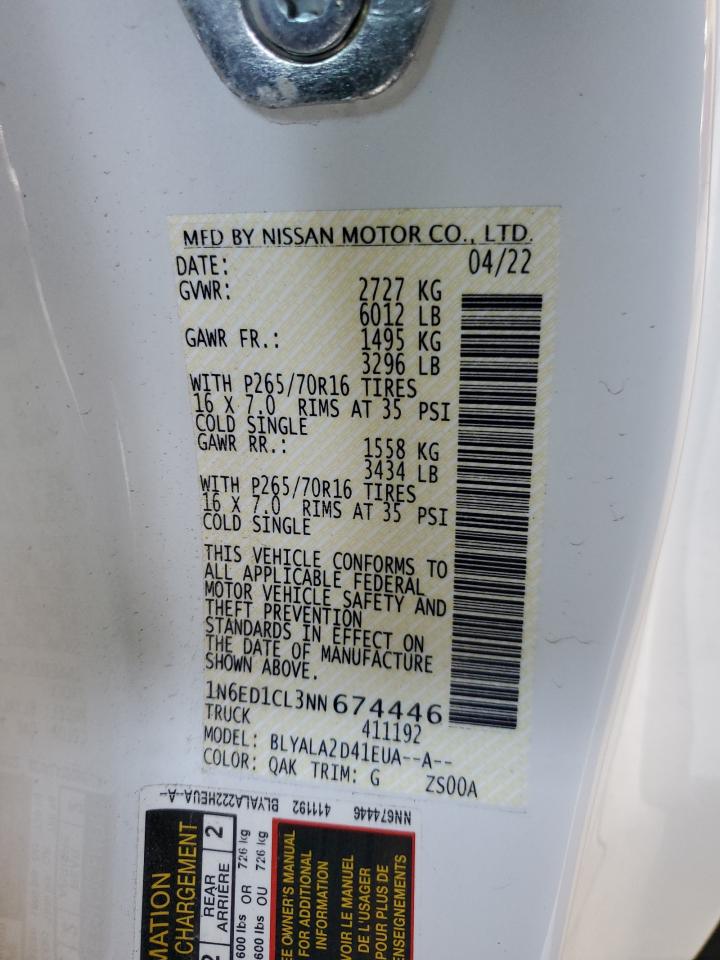 MFD BY NISSAN MOTOR CO., LTD.
DATE: 04/22
GVWR: 2727 KG
6012 LB
GAWR FR.: 1495 KG
3296 LB
WITH P265/70R16 TIRES
16 X 7.0 RIMS AT 35 PSI
COLD SINGLE
GAWR RR.: 1558 KG
3434 LB
WITH P265/70R16 TIRES
16 X 7.0 RIMS AT 35 PSI
COLD SINGLE
THIS VEHICLE CONFORMS TO
ALL APPLICABLE FEDERAL
MOTOR VEHICLE SAFETY AND
THEFT PREVENTION
STANDARDS IN EFFECT ON
THE DATE OF MANUFACTURE
SHOWN ABOVE.
1N6ED1CL3NN674446
TRUCK 411192
MODEL: BLYALA2D41EUA--A--
COLOR: QAK TRIM: G ZS00A
NN674446 411192 BLYALA222HEUA-A-
CHARGEMENT
REAR
ARRIÈRE
2
OR 726 kg
OU 726 kg
OWNER'S MANUAL
FOR ADDITIONAL
INFORMATION
VOIR LE MANUEL
DE L'USAGER
POUR PLUS DE
RENSEIGNEMENTS